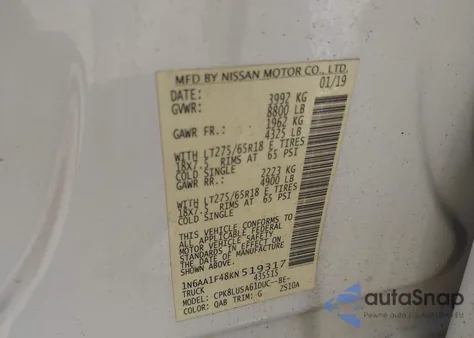 MFD BY NISSAN MOTOR CO., LTD.
DATE: 01/19
GVWR: 3992 KG
8800 LB
GAWR FR.: 1962 KG
4325 LB
WITH LT275/65R18 E, TIRES
18X7.5, RIMS AT 65 PSI
COLD SINGLE
GAWR RR.: 2223 KG
4900 LB
WITH LT275/65R18 E, TIRES
18X7.5, RIMS AT 65 PSI
COLD SINGLE
THIS VEHICLE CONFORMS TO
ALL APPLICABLE FEDERAL
MOTOR VEHICLE SAFETY
STANDARDS IN EFFECT ON
THE DATE OF MANUFACTURE
SHOWN ABOVE.
1N6AA1F48KN519317
TRUCK 435515
MODEL: CPK8LUSA61DUC--BE-
COLOR: QAB TRIM: G ZS10A
autoSnap